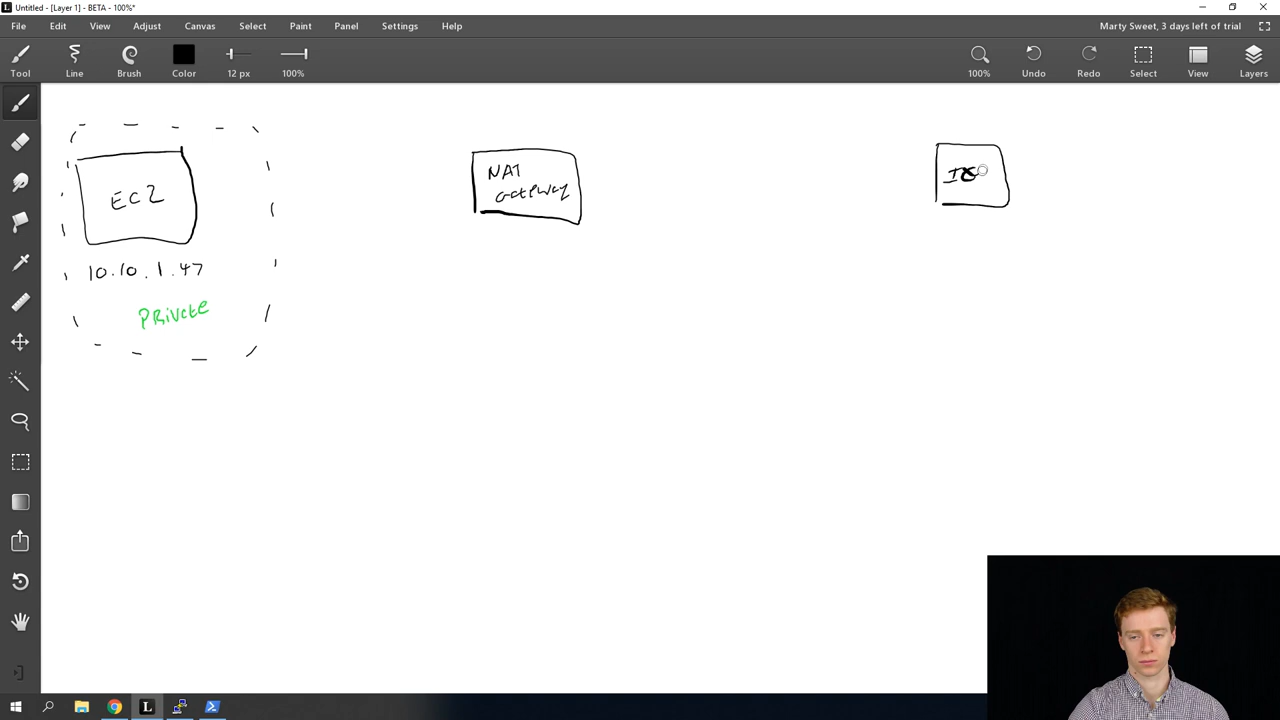 Untitled - [Layer 1] - BETA - 100%*
File Edit View Adjust Canvas Select Paint Panel Settings Help
Marty Sweet, 3 days left of trial
Tool Line Brush Color 12 px 100%
100% Undo Redo Select View Layers
EC2
10.10.1.47
PRivate
NAT
Gateway
L